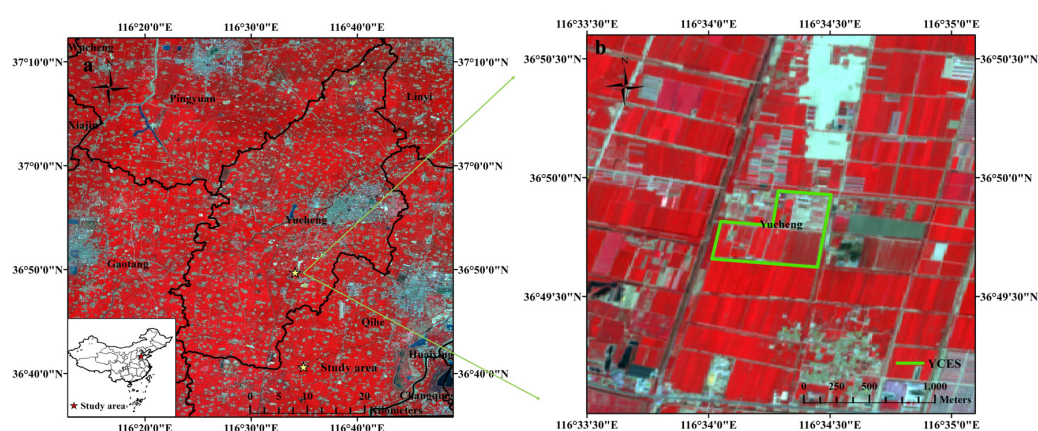 116°20'0"E 116°40'0"E
a
N
Wucheng
37°10'0"N
37°10'0"N
Pingyuan
Linyi
Xiajin
37°0'0"N
37°0'0"N
Yucheng
Gaotang
36°50'0"N
36°50'0"N
Qihe
Huaiyin
Study area
Changqing
36°40'0"N
36°40'0"N
0 5 10 20
Kilometers
Study area
116°20'0"E 116°30'0"E 116°40'0"E
116°33'30"E 116°34'0"E 116°34'30"E 116°35'0"E
b
N
36°50'30"N
36°50'30"N
36°50'0"N
36°50'0"N
Yucheng
36°49'30"N
36°49'30"N
YCES
0 250 500 1,000
Meters
116°33'30"E 116°34'0"E 116°34'30"E 116°35'0"E